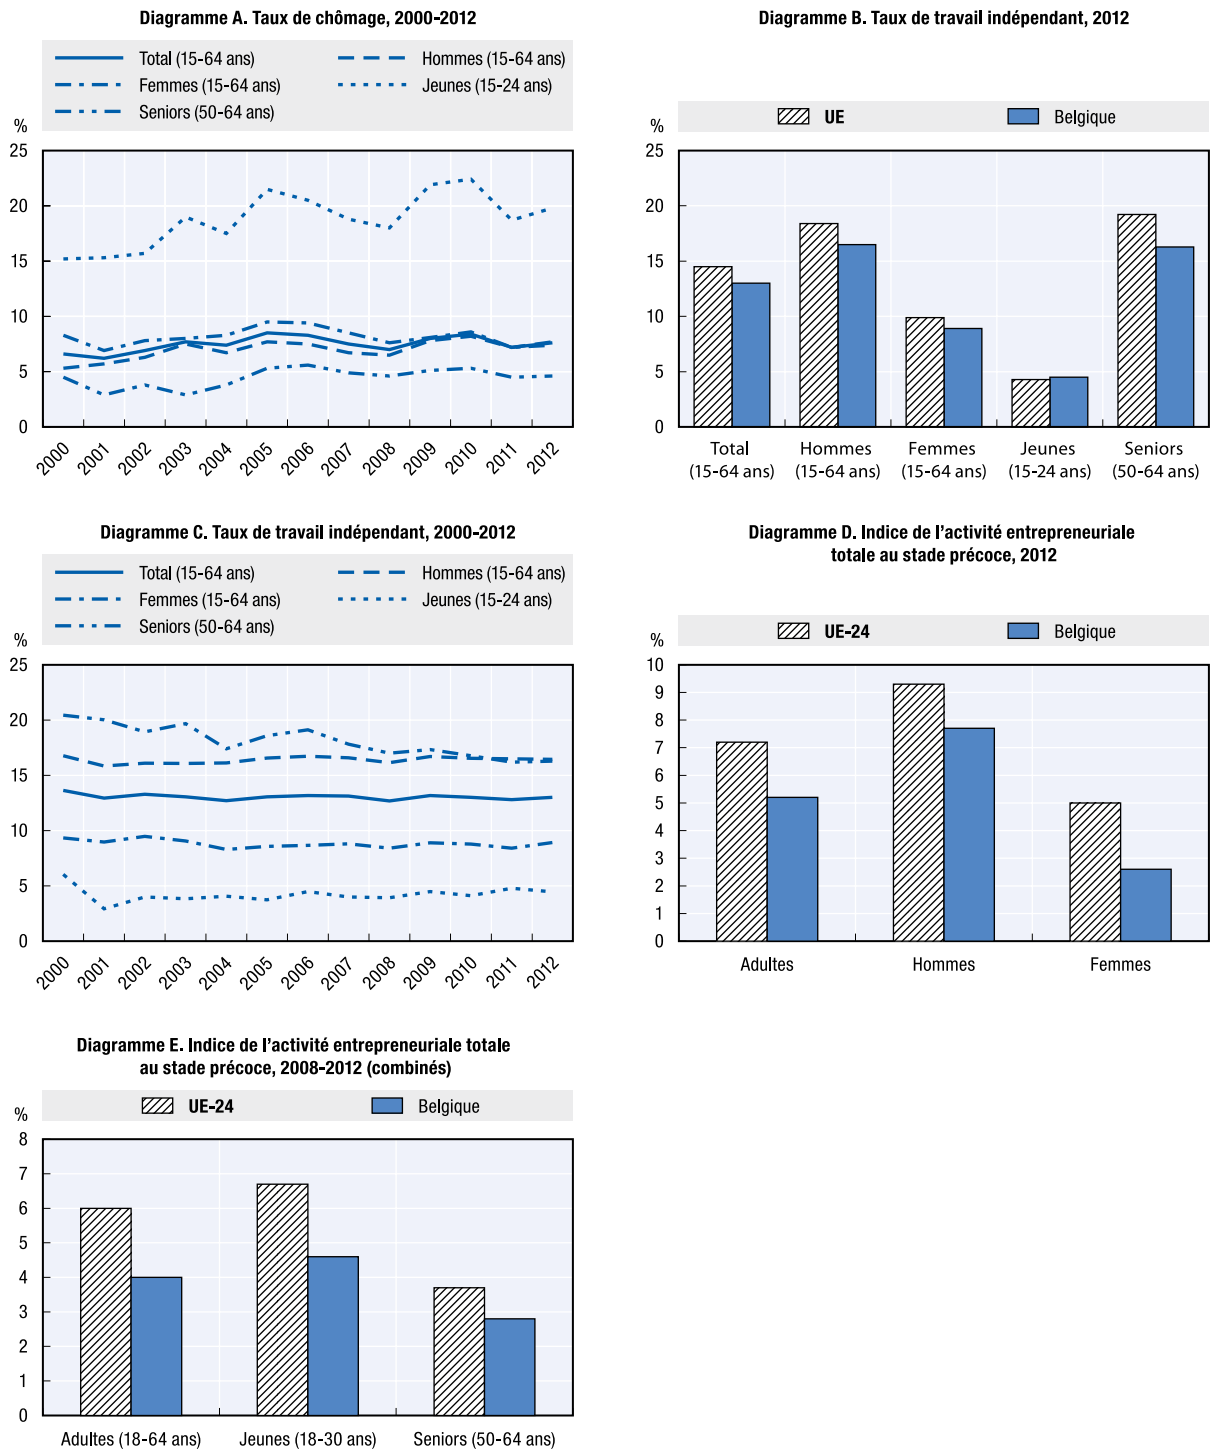 Diagramme A. Taux de chômage, 2000-2012
Total (15-64 ans)
Hommes (15-64 ans)
Femmes (15-64 ans)
Jeunes (15-24 ans)
Seniors (50-64 ans)
%
25
20
15
10
5
0
2000 2001 2002 2003 2004 2005 2006 2007 2008 2009 2010 2011 2012
Diagramme B. Taux de travail indépendant, 2012
UE
Belgique
%
25
20
15
10
5
0
Total Hommes Femmes Jeunes Seniors
(15-64 ans) (15-64 ans) (15-64 ans) (15-24 ans) (50-64 ans)
Diagramme C. Taux de travail indépendant, 2000-2012
Total (15-64 ans)
Hommes (15-64 ans)
Femmes (15-64 ans)
Jeunes (15-24 ans)
Seniors (50-64 ans)
%
25
20
15
10
5
0
2000 2001 2002 2003 2004 2005 2006 2007 2008 2009 2010 2011 2012
Diagramme D. Indice de l'activité entrepreneuriale
totale au stade précoce, 2012
UE-24
Belgique
%
10
9
8
7
6
5
4
3
2
1
0
Adultes Hommes Femmes
Diagramme E. Indice de l'activité entrepreneuriale totale
au stade précoce, 2008-2012 (combinés)
UE-24
Belgique
%
8
7
6
5
4
3
2
1
0
Adultes (18-64 ans) Jeunes (18-30 ans) Seniors (50-64 ans)